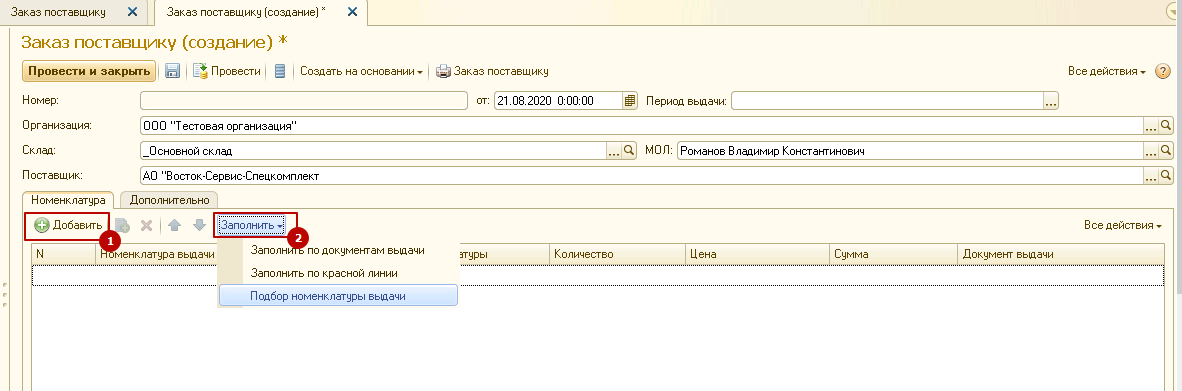 Заказ поставщику Заказ поставщику (создание) *
Заказ поставщику (создание) *
Провести и закрыть Провести Создать на основании Заказ поставщику Все действия ?
Номер: от: 21.08.2020 0:00:00 Период выдачи: ...
Организация: ООО "Тестовая организация" ...
Склад: _Основной склад ... МОЛ: Романов Владимир Константинович ...
Поставщик: АО "Восток-Сервис-Спецкомплект ...
Номенклатура Дополнительно
Добавить Заполнить Все действия
1 2
Заполнить по документам выдачи
N Номенклатура выдачи туры Количество Цена Сумма Документ выдачи
Заполнить по красной линии
Подбор номенклатуры выдачи